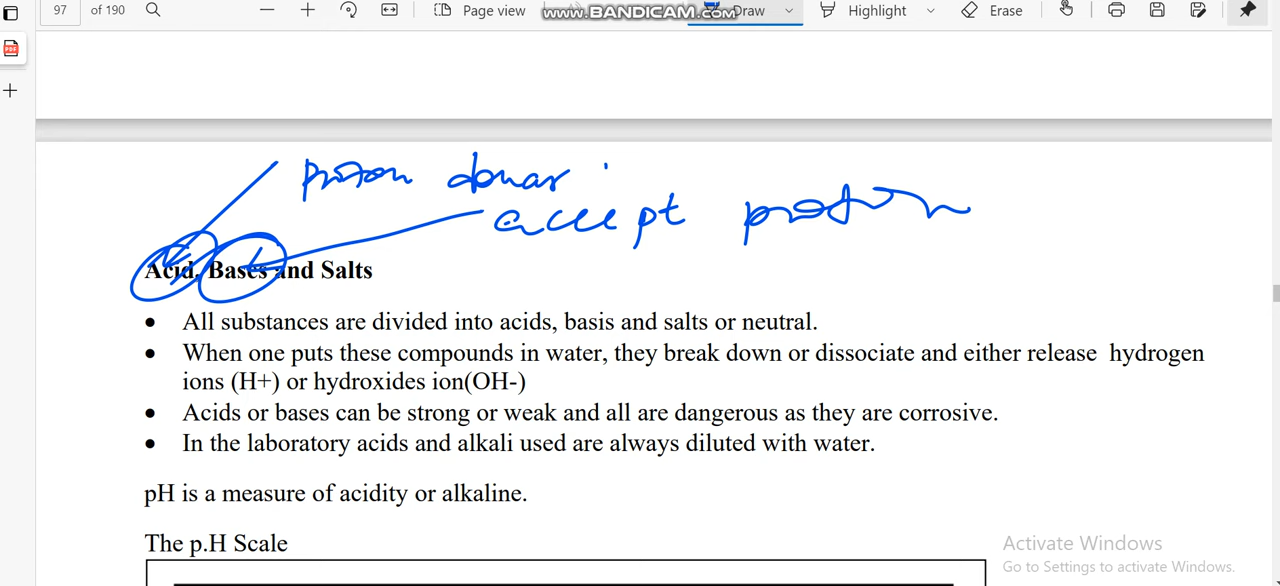 97 of 190 Page view www.BANDICAM.com Draw Highlight Erase
proton donar
accept proton
Acid, Bases and Salts
• All substances are divided into acids, basis and salts or neutral.
• When one puts these compounds in water, they break down or dissociate and either release hydrogen
ions (H+) or hydroxides ion(OH-)
• Acids or bases can be strong or weak and all are dangerous as they are corrosive.
• In the laboratory acids and alkali used are always diluted with water.
pH is a measure of acidity or alkaline.
The p.H Scale
Activate Windows
Go to Settings to activate Windows.